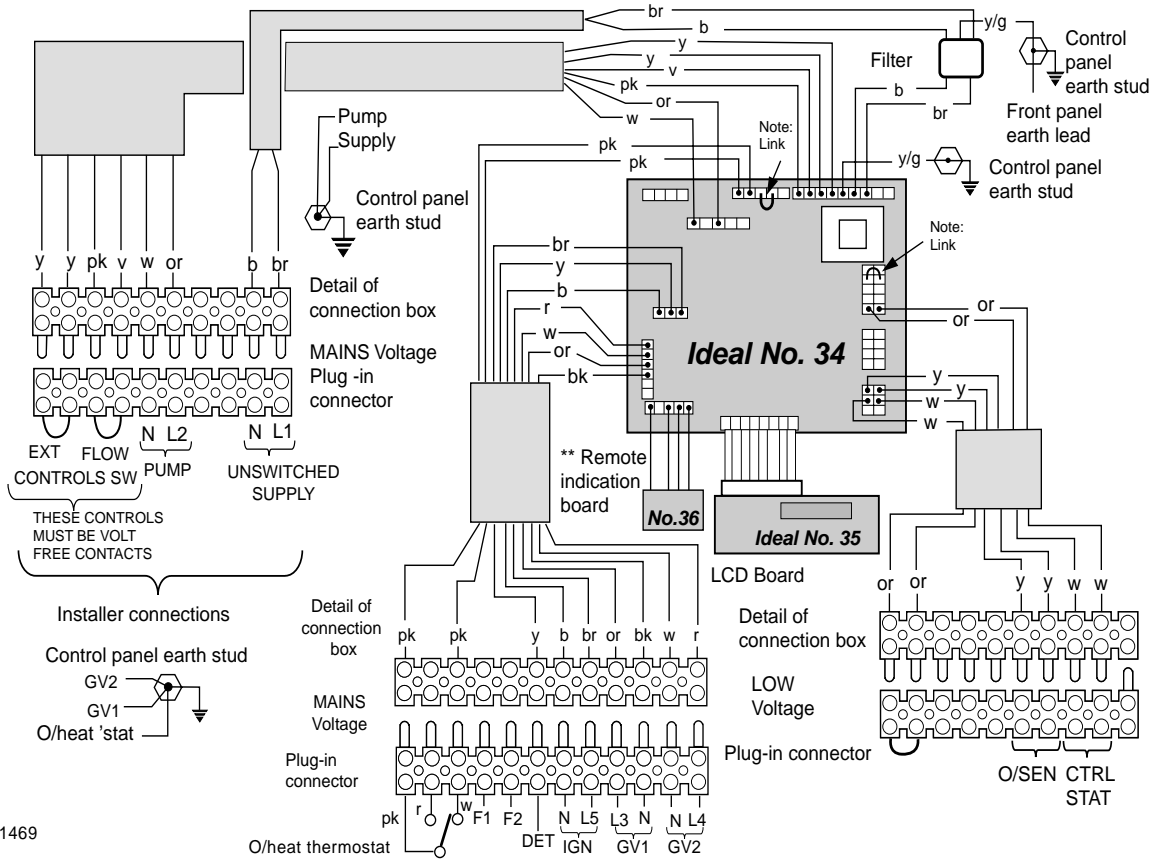 br
b
y/g
y
y
v
pk
or
w
Filter
Control
panel
earth stud
b
br
Front panel
earth lead
Pump
Supply
Note:
Link
pk
pk
y/g
Control panel
earth stud
Control panel
earth stud
Note:
Link
y y pk v w or b br
Detail of
connection box
MAINS Voltage
Plug -in
connector
EXT FLOW N L2 N L1
CONTROLS SW PUMP
UNSWITCHED
SUPPLY
THESE CONTROLS
MUST BE VOLT
FREE CONTACTS
Installer connections
Control panel earth stud
GV2
GV1
O/heat 'stat
br
y
b
r
w
or
bk
Ideal No. 34
or
or
y
y
w
w
** Remote
indication
board
No.36
Ideal No. 35
LCD Board
Detail of
connection
box
pk pk y b br or bk w r
MAINS
Voltage
Plug-in
connector
pk r w F1 F2 DET N L5 L3 N N L4
IGN GV1 GV2
O/heat thermostat
or or y y w w
Detail of
connection box
LOW
Voltage
Plug-in connector
O/SEN CTRL
STAT
1469